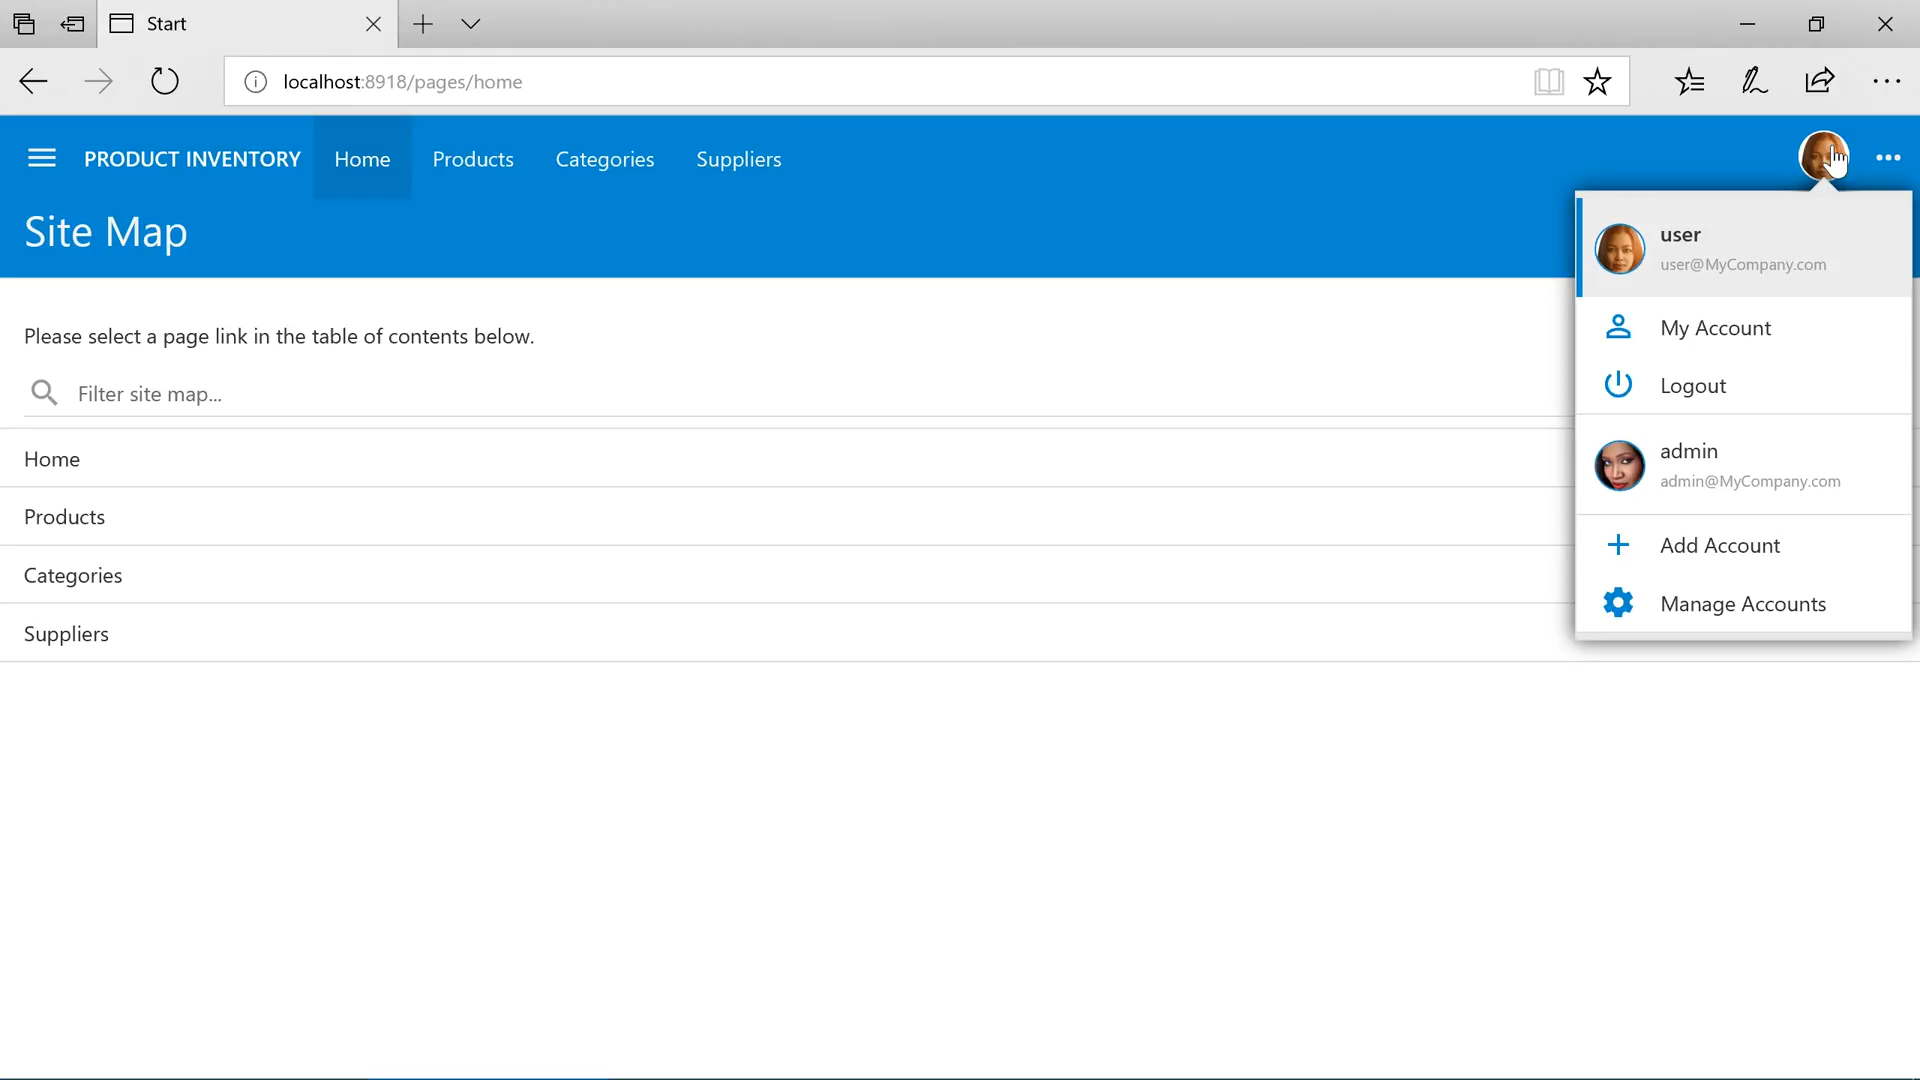 Start
localhost:8918/pages/home
PRODUCT INVENTORY Home Products Categories Suppliers
Site Map
user
user@MyCompany.com
Please select a page link in the table of contents below.
My Account
Filter site map...
Logout
Home
admin
admin@MyCompany.com
Products
Add Account
Categories
Manage Accounts
Suppliers